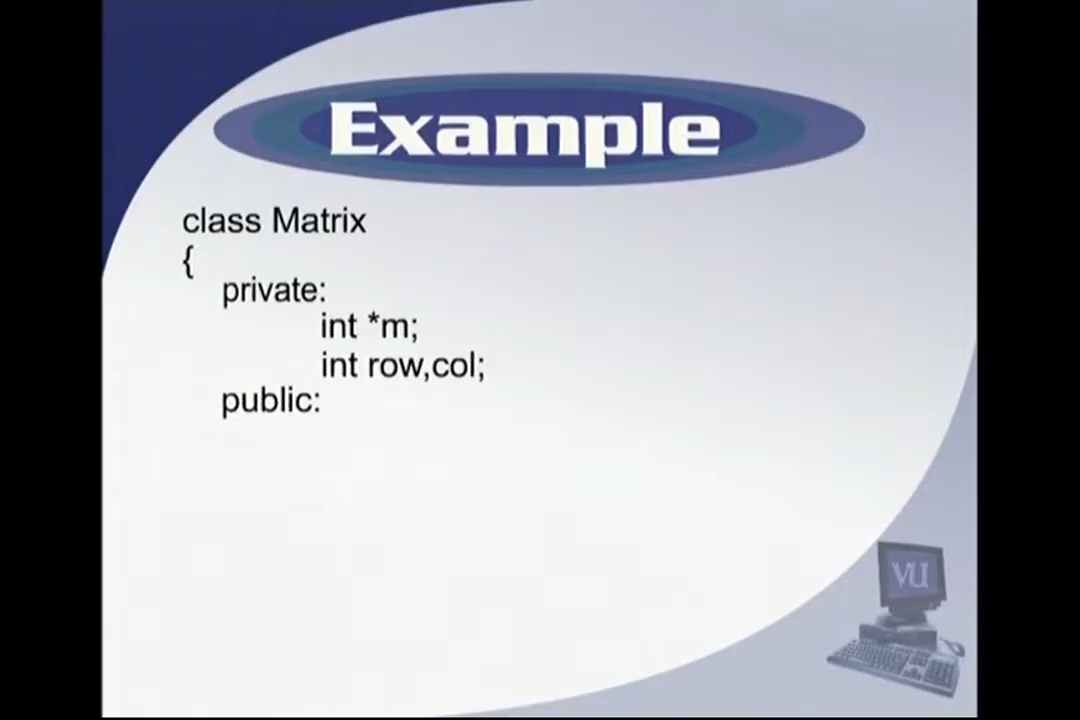 Example
class Matrix
{
private:
int *m;
int row,col;
public:
VU